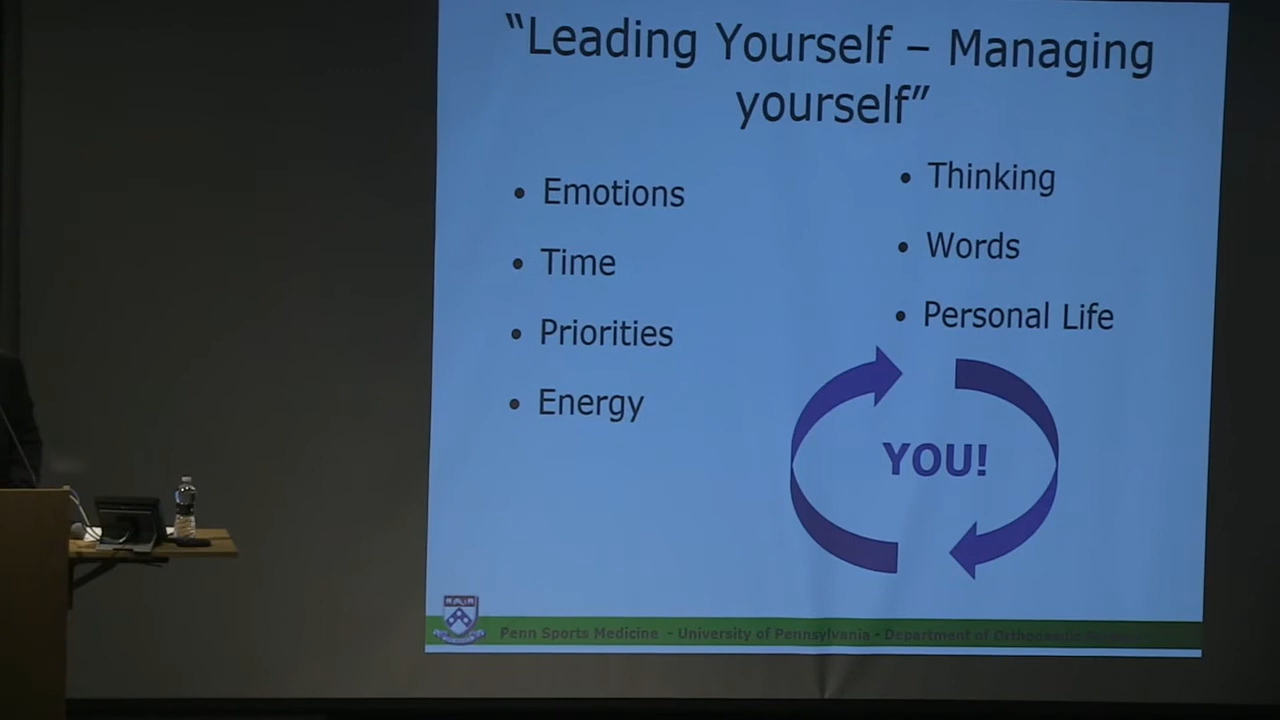 “Leading Yourself – Managing
yourself”
• Emotions
• Time
• Priorities
• Energy
• Thinking
• Words
• Personal Life
YOU!
Penn Sports Medicine - University of Pennsylvania - Department of Orthopaedic